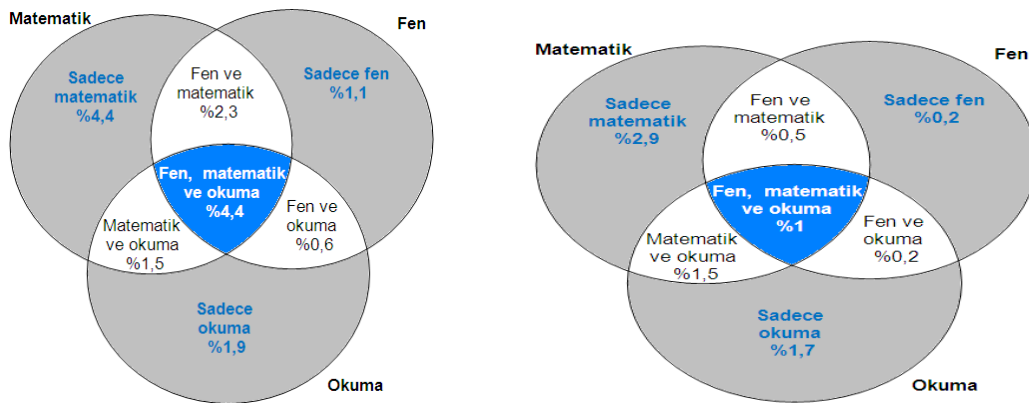 Matematik
Fen
Sadece
matematik
%4,4
Fen ve
matematik
%2,3
Sadece fen
%1,1
Fen, matematik
ve okuma
%4,4
Matematik
ve okuma
%1,5
Fen ve
okuma
%0,6
Sadece
okuma
%1,9
Okuma
Matematik
Fen
Sadece
matematik
%2,9
Fen ve
matematik
%0,5
Sadece fen
%0,2
Fen, matematik
ve okuma
%1
Matematik
ve okuma
%1,5
Fen ve
okuma
%0,2
Sadece
okuma
%1,7
Okuma